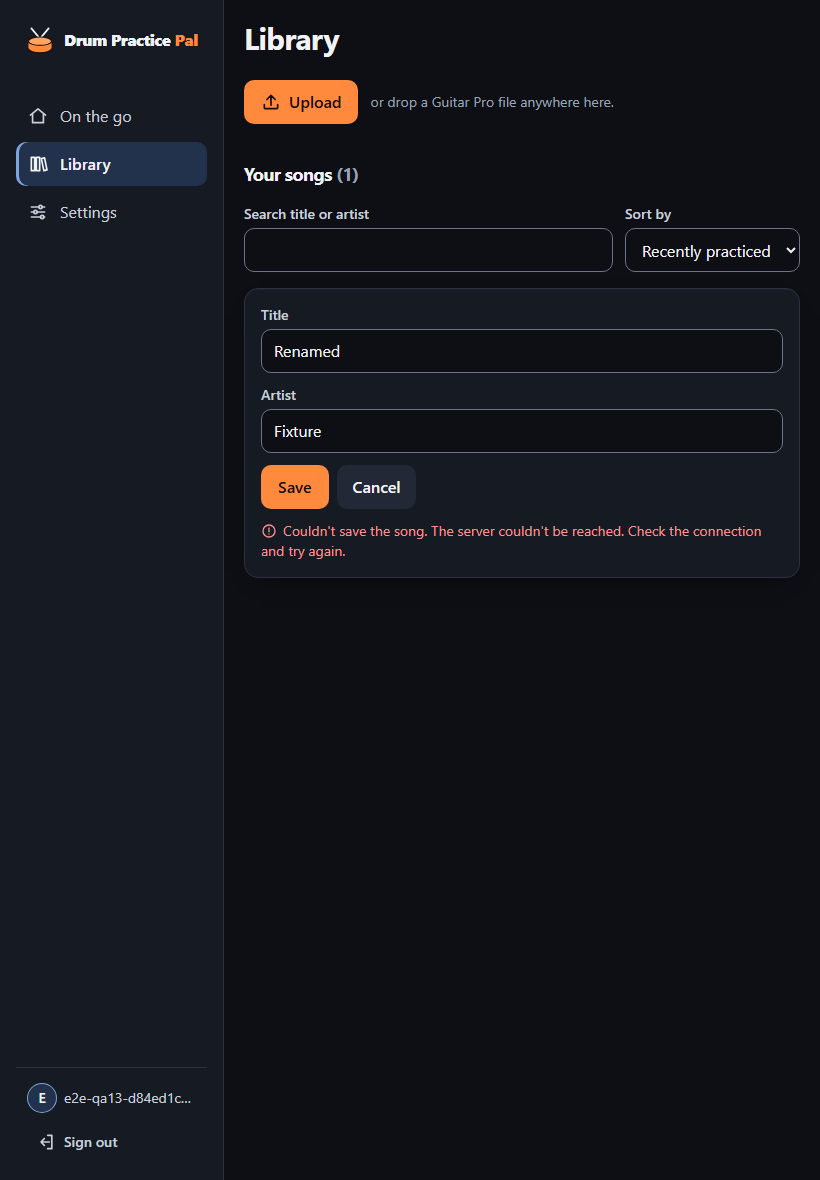 Drum Practice Pal
On the go
Library
Settings
Library
Upload
or drop a Guitar Pro file anywhere here.
Your songs (1)
Search title or artist
Sort by
Recently practiced
Title
Renamed
Artist
Fixture
Save
Cancel
Couldn't save the song. The server couldn't be reached. Check the connection
and try again.
E
e2e-qa13-d84ed1c...
Sign out